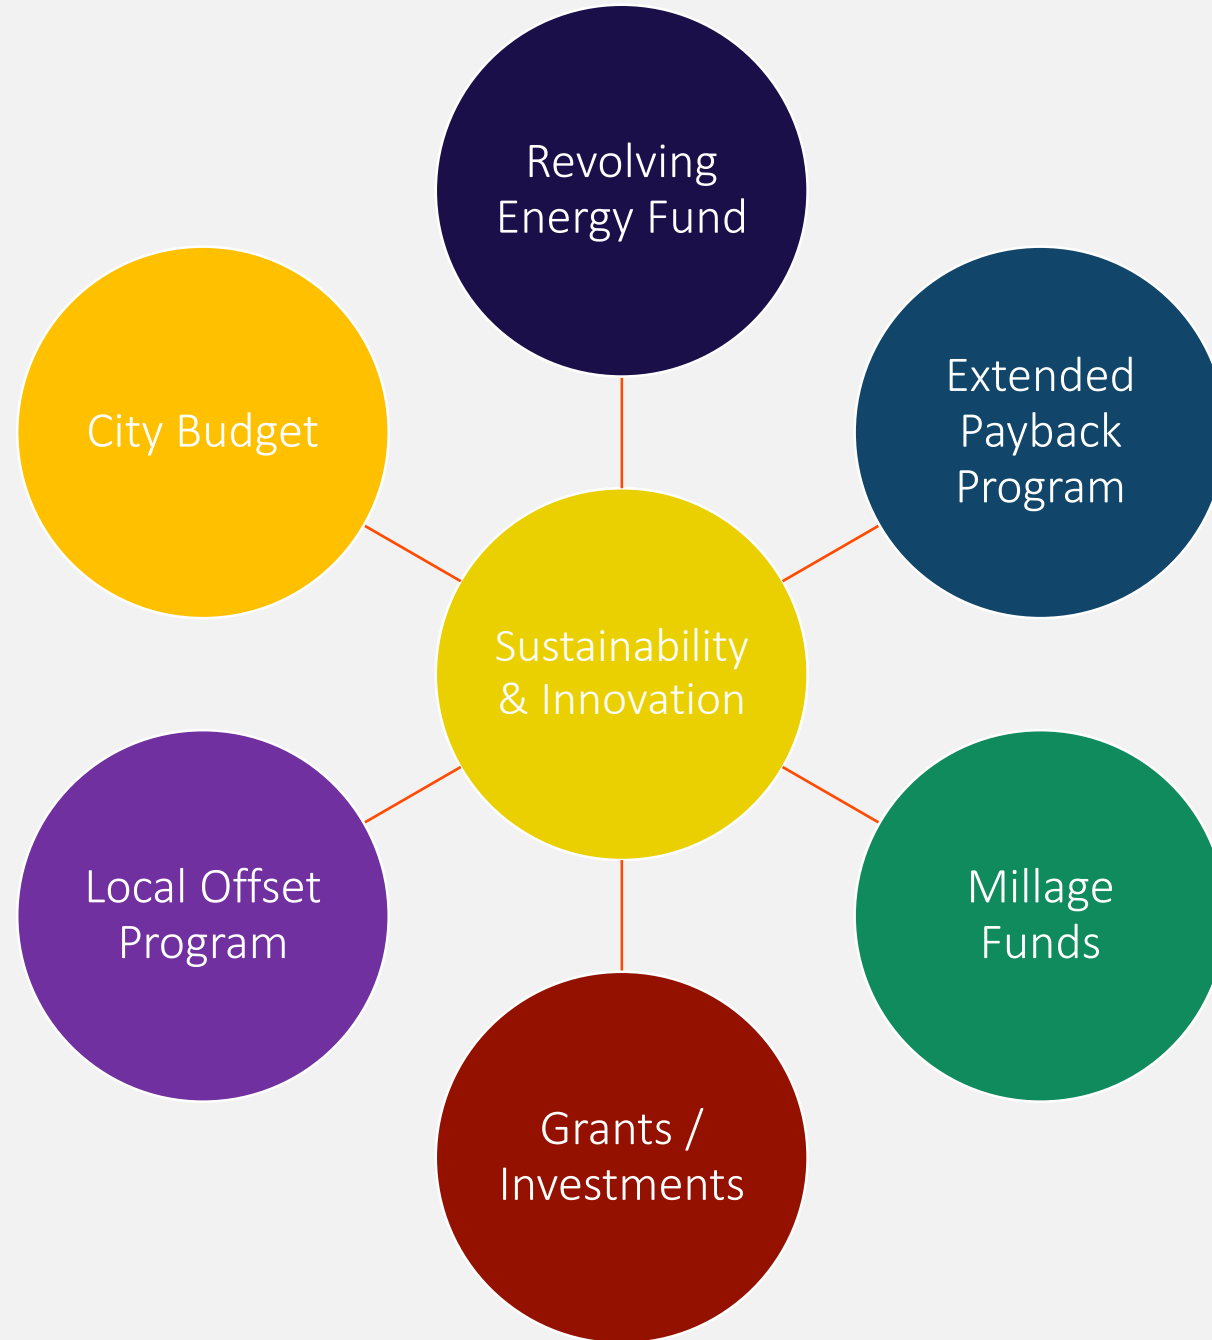 Revolving
Energy Fund
Extended
Payback
Program
Millage
Funds
Grants /
Investments
Local Offset
Program
City Budget
Sustainability
& Innovation